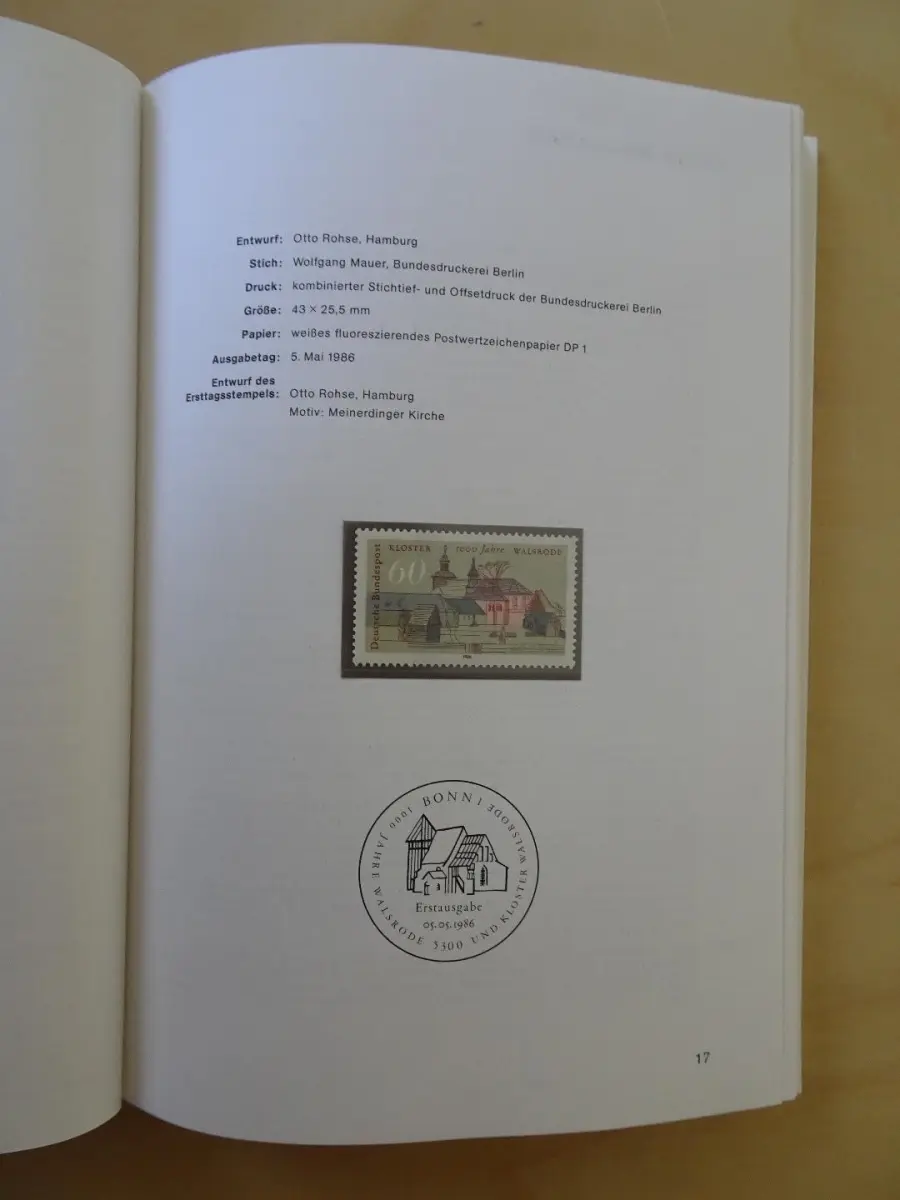 Entwurf: Otto Rohse, Hamburg
Stich: Wolfgang Mauer, Bundesdruckerei Berlin
Druck: kombinierter Stichtief- und Offsetdruck der Bundesdruckerei Berlin
Größe: 43 × 25,5 mm
Papier: weißes fluoreszierendes Postwertzeichenpapier DP 1
Ausgabetag: 5. Mai 1986
Entwurf des
Ersttagsstempels: Otto Rohse, Hamburg
Motiv: Meinerdinger Kirche
KLOSTER 1000 Jahre WALSRODE
60
Deutsche Bundespost
1986
BONN 1
1000 JAHRE WALSRODE 5300 UND KLOSTER WALSRODE
Erstausgabe
05.05.1986
17